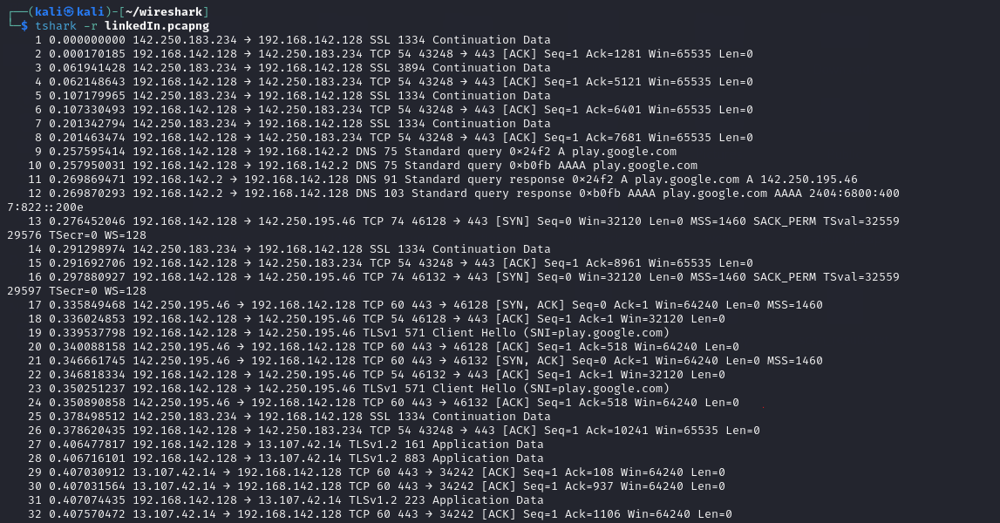 ┌──(kali㉿kali)-[~/wireshark]
└─$ tshark -r linkedIn.pcapng
    1 0.000000000 142.250.183.234 → 192.168.142.128 SSL 1334 Continuation Data
    2 0.000170185 192.168.142.128 → 142.250.183.234 TCP 54 43248 → 443 [ACK] Seq=1 Ack=1281 Win=65535 Len=0
    3 0.061941428 142.250.183.234 → 192.168.142.128 SSL 3894 Continuation Data
    4 0.062148643 192.168.142.128 → 142.250.183.234 TCP 54 43248 → 443 [ACK] Seq=1 Ack=5121 Win=65535 Len=0
    5 0.107179965 142.250.183.234 → 192.168.142.128 SSL 1334 Continuation Data
    6 0.107330493 192.168.142.128 → 142.250.183.234 TCP 54 43248 → 443 [ACK] Seq=1 Ack=6401 Win=65535 Len=0
    7 0.201342794 142.250.183.234 → 192.168.142.128 SSL 1334 Continuation Data
    8 0.201463474 192.168.142.128 → 142.250.183.234 TCP 54 43248 → 443 [ACK] Seq=1 Ack=7681 Win=65535 Len=0
    9 0.257595414 192.168.142.128 → 192.168.142.2 DNS 75 Standard query 0×24f2 A play.google.com
   10 0.257950031 192.168.142.128 → 192.168.142.2 DNS 75 Standard query 0×b0fb AAAA play.google.com
   11 0.269869471 192.168.142.2 → 192.168.142.128 DNS 91 Standard query response 0×24f2 A play.google.com A 142.250.195.46
   12 0.269870293 192.168.142.2 → 192.168.142.128 DNS 103 Standard query response 0×b0fb AAAA play.google.com AAAA 2404:6800:400
7:822::200e
   13 0.276452046 192.168.142.128 → 142.250.195.46 TCP 74 46128 → 443 [SYN] Seq=0 Win=32120 Len=0 MSS=1460 SACK_PERM TSval=32559
29576 TSecr=0 WS=128
   14 0.291298974 142.250.183.234 → 192.168.142.128 SSL 1334 Continuation Data
   15 0.291692706 192.168.142.128 → 142.250.183.234 TCP 54 43248 → 443 [ACK] Seq=1 Ack=8961 Win=65535 Len=0
   16 0.297880927 192.168.142.128 → 142.250.195.46 TCP 74 46132 → 443 [SYN] Seq=0 Win=32120 Len=0 MSS=1460 SACK_PERM TSval=32559
29597 TSecr=0 WS=128
   17 0.335849468 142.250.195.46 → 192.168.142.128 TCP 60 443 → 46128 [SYN, ACK] Seq=0 Ack=1 Win=64240 Len=0 MSS=1460
   18 0.336024853 192.168.142.128 → 142.250.195.46 TCP 54 46128 → 443 [ACK] Seq=1 Ack=1 Win=32120 Len=0
   19 0.339537798 192.168.142.128 → 142.250.195.46 TLSv1 571 Client Hello (SNI=play.google.com)
   20 0.340088158 142.250.195.46 → 192.168.142.128 TCP 60 443 → 46128 [ACK] Seq=1 Ack=518 Win=64240 Len=0
   21 0.346661745 142.250.195.46 → 192.168.142.128 TCP 60 443 → 46132 [SYN, ACK] Seq=0 Ack=1 Win=64240 Len=0 MSS=1460
   22 0.346818334 192.168.142.128 → 142.250.195.46 TCP 54 46132 → 443 [ACK] Seq=1 Ack=1 Win=32120 Len=0
   23 0.350251237 192.168.142.128 → 142.250.195.46 TLSv1 571 Client Hello (SNI=play.google.com)
   24 0.350890858 142.250.195.46 → 192.168.142.128 TCP 60 443 → 46132 [ACK] Seq=1 Ack=518 Win=64240 Len=0
   25 0.378498512 142.250.183.234 → 192.168.142.128 SSL 1334 Continuation Data
   26 0.378620435 192.168.142.128 → 142.250.183.234 TCP 54 43248 → 443 [ACK] Seq=1 Ack=10241 Win=65535 Len=0
   27 0.406477817 192.168.142.128 → 13.107.42.14 TLSv1.2 161 Application Data
   28 0.406716101 192.168.142.128 → 13.107.42.14 TLSv1.2 883 Application Data
   29 0.407030912 13.107.42.14 → 192.168.142.128 TCP 60 443 → 34242 [ACK] Seq=1 Ack=108 Win=64240 Len=0
   30 0.407031564 13.107.42.14 → 192.168.142.128 TCP 60 443 → 34242 [ACK] Seq=1 Ack=937 Win=64240 Len=0
   31 0.407074435 192.168.142.128 → 13.107.42.14 TLSv1.2 223 Application Data
   32 0.407570472 13.107.42.14 → 192.168.142.128 TCP 60 443 → 34242 [ACK] Seq=1 Ack=1106 Win=64240 Len=0